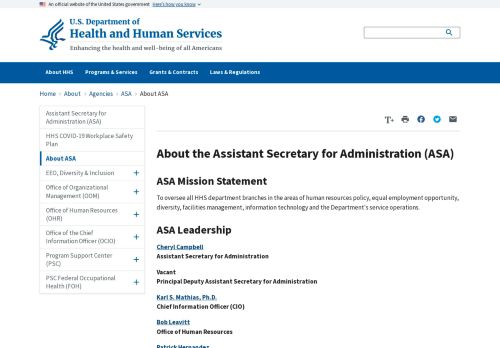 An official website of the United States government Here's how you know
U.S. Department of
Health and Human Services
Enhancing the health and well-being of all Americans
About HHS Programs & Services Grants & Contracts Laws & Regulations
Home > About > Agencies > ASA > About ASA
Assistant Secretary for
Administration (ASA)
HHS COVID-19 Workplace Safety
Plan
About ASA
EEO, Diversity & Inclusion +
Office of Organizational
Management (OOM) +
Office of Human Resources
(OHR) +
Office of the Chief
Information Officer (OCIO) +
Program Support Center
(PSC) +
PSC Federal Occupational
Health (FOH) +
T+
About the Assistant Secretary for Administration (ASA)
ASA Mission Statement
To oversee all HHS department branches in the areas of human resources policy, equal employment opportunity,
diversity, facilities management, information technology and the Department's service operations.
ASA Leadership
Cheryl Campbell
Assistant Secretary for Administration
Vacant
Principal Deputy Assistant Secretary for Administration
Karl S. Mathias, Ph.D.
Chief Information Officer (CIO)
Bob Leavitt
Office of Human Resources
Patrick Hernandez